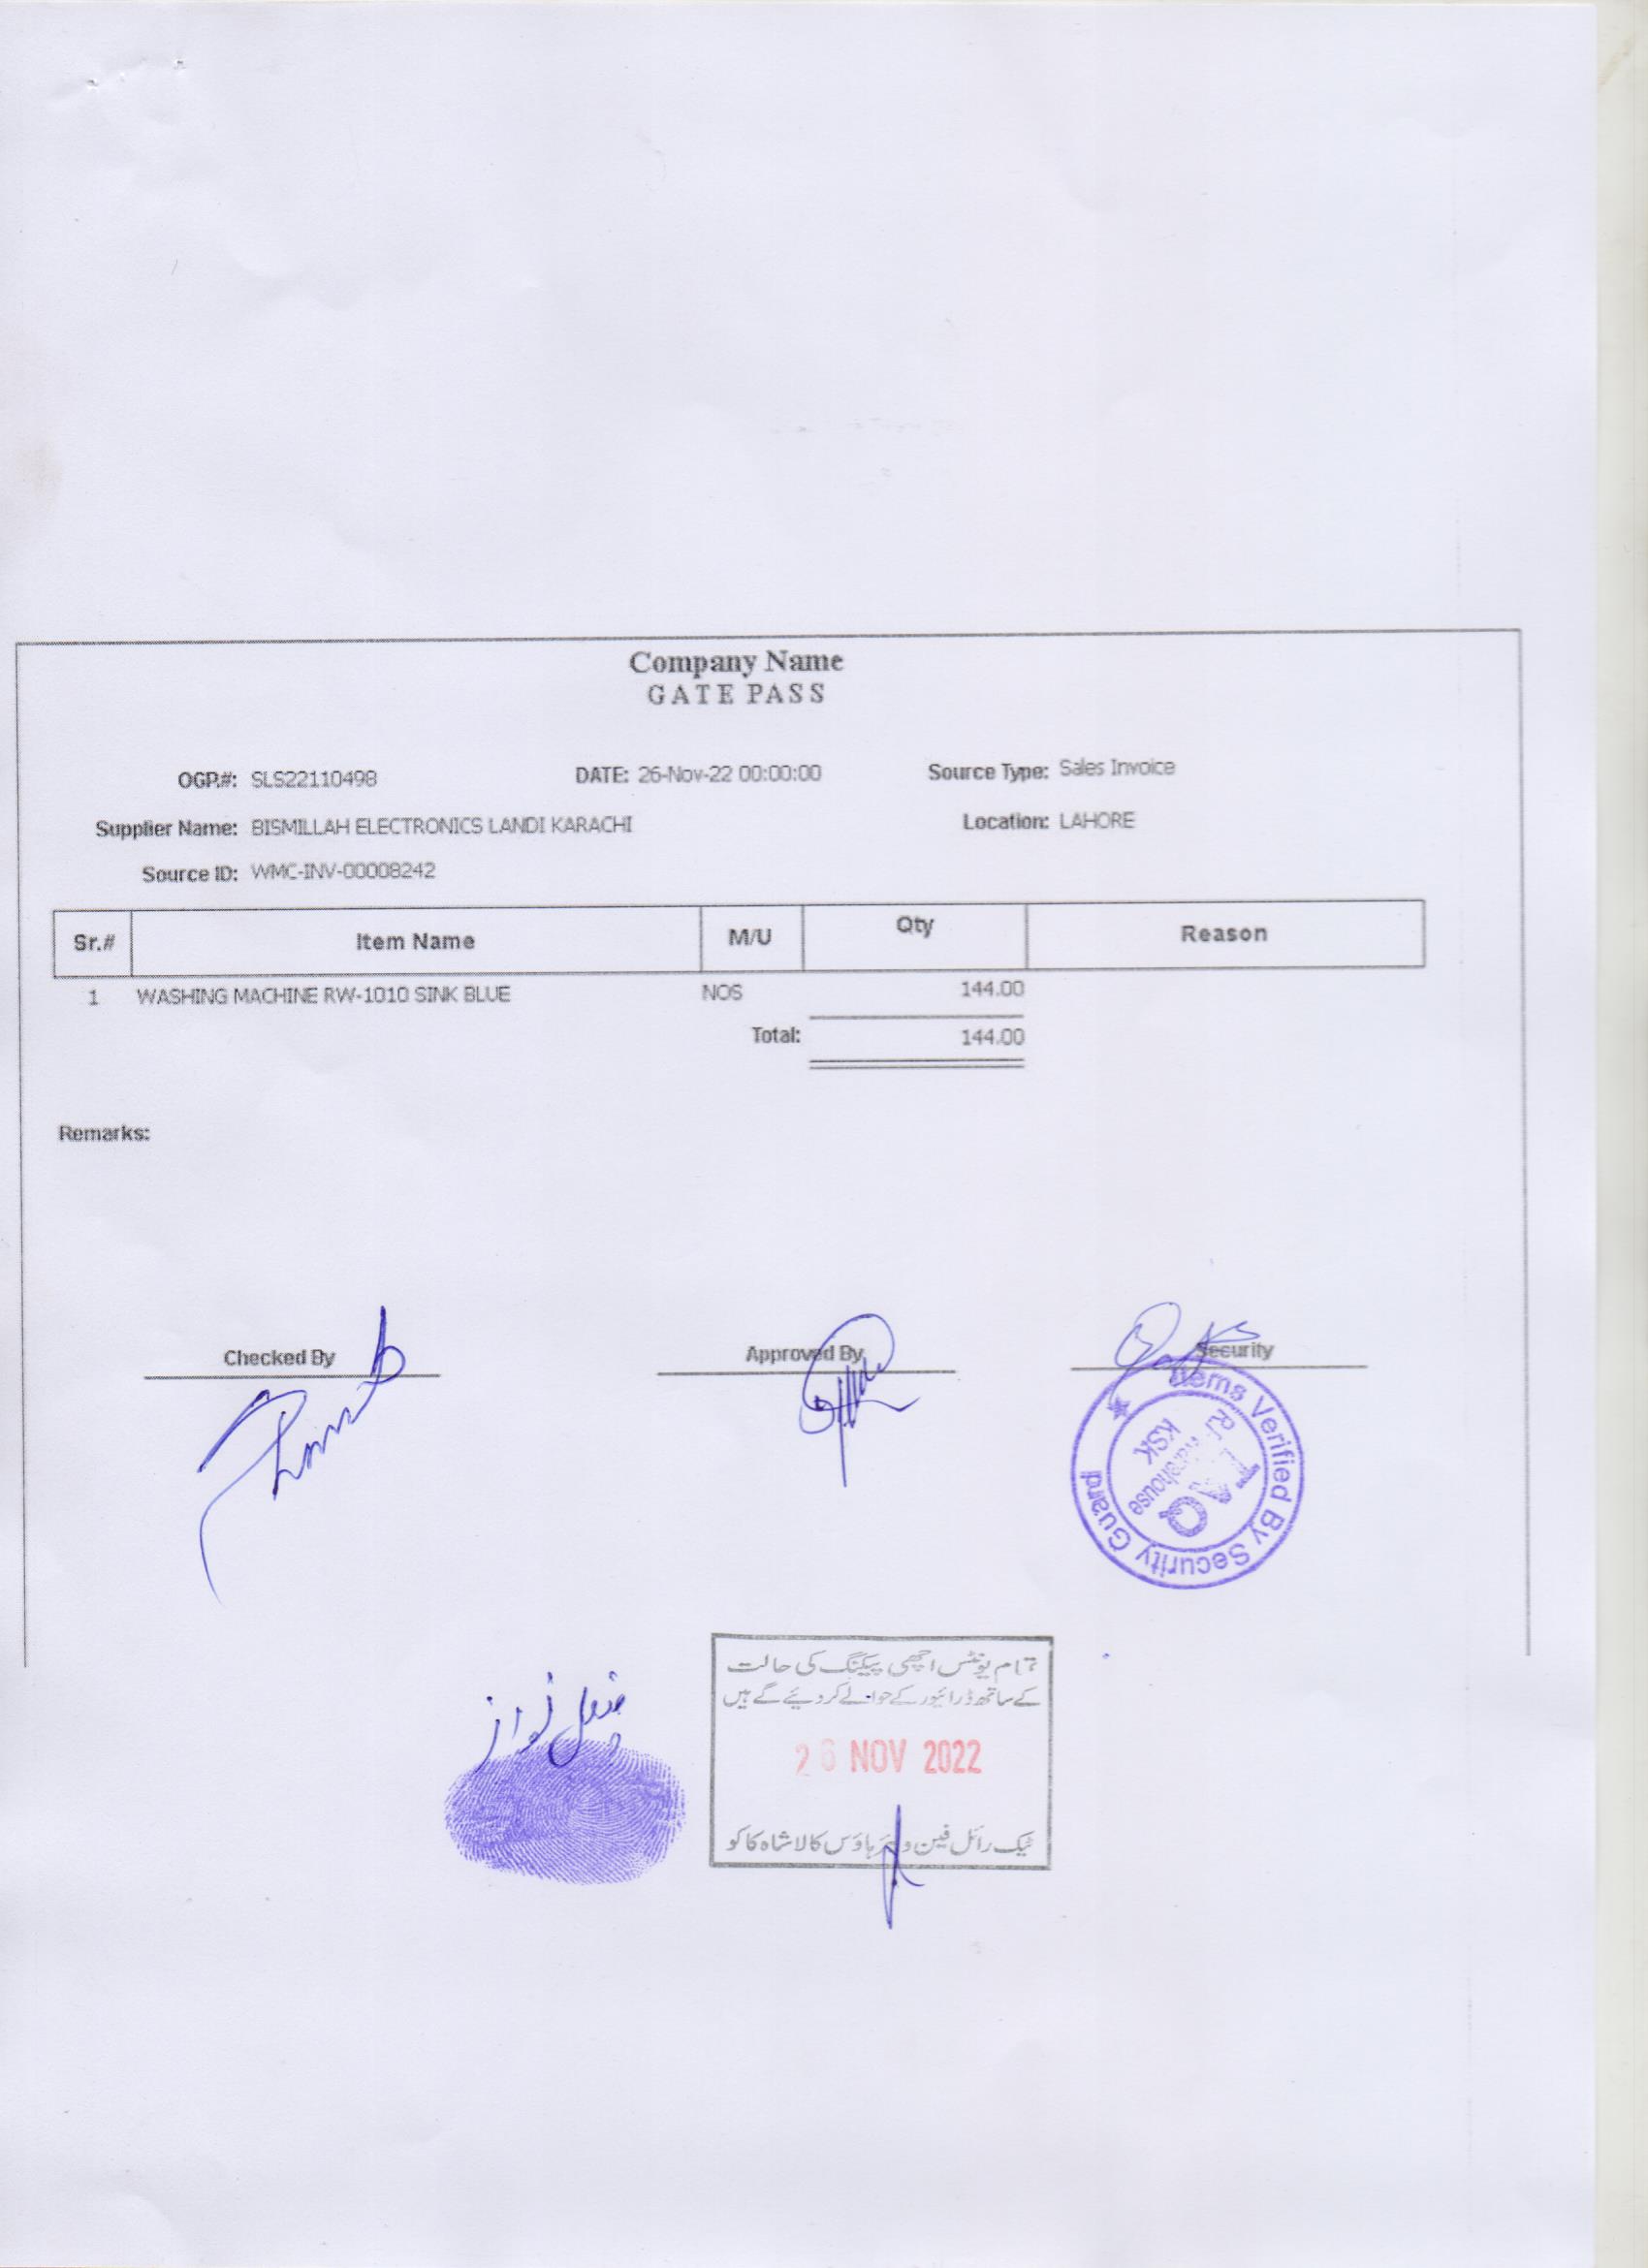 Company Name
GATE PASS
OGP.#: SLS22110498 DATE: 26-Nov-22 00:00:00 Source Type: Sales Invoice
Supplier Name: BISMILLAH ELECTRONICS LANDI KARACHI Location: LAHORE
Source ID: WMC-INV-00008242
Sr.# Item Name M/U Qty Reason
1 WASHING MACHINE RW-1010 SINK BLUE NOS 144.00
Total: 144.00
Remarks:
Checked By Approved By Security
Items Verified By Security Guard
TAQ
Warehouse
KSK
تمام یونٹس اچھی پیکنگ کی حالت
کے ساتھ ڈرائیور کے حوالے کر دیئے گے ہیں
26 NOV 2022
ٹیک رائل فین ویئر ہاؤس کالا شاہ کاکو
نواز